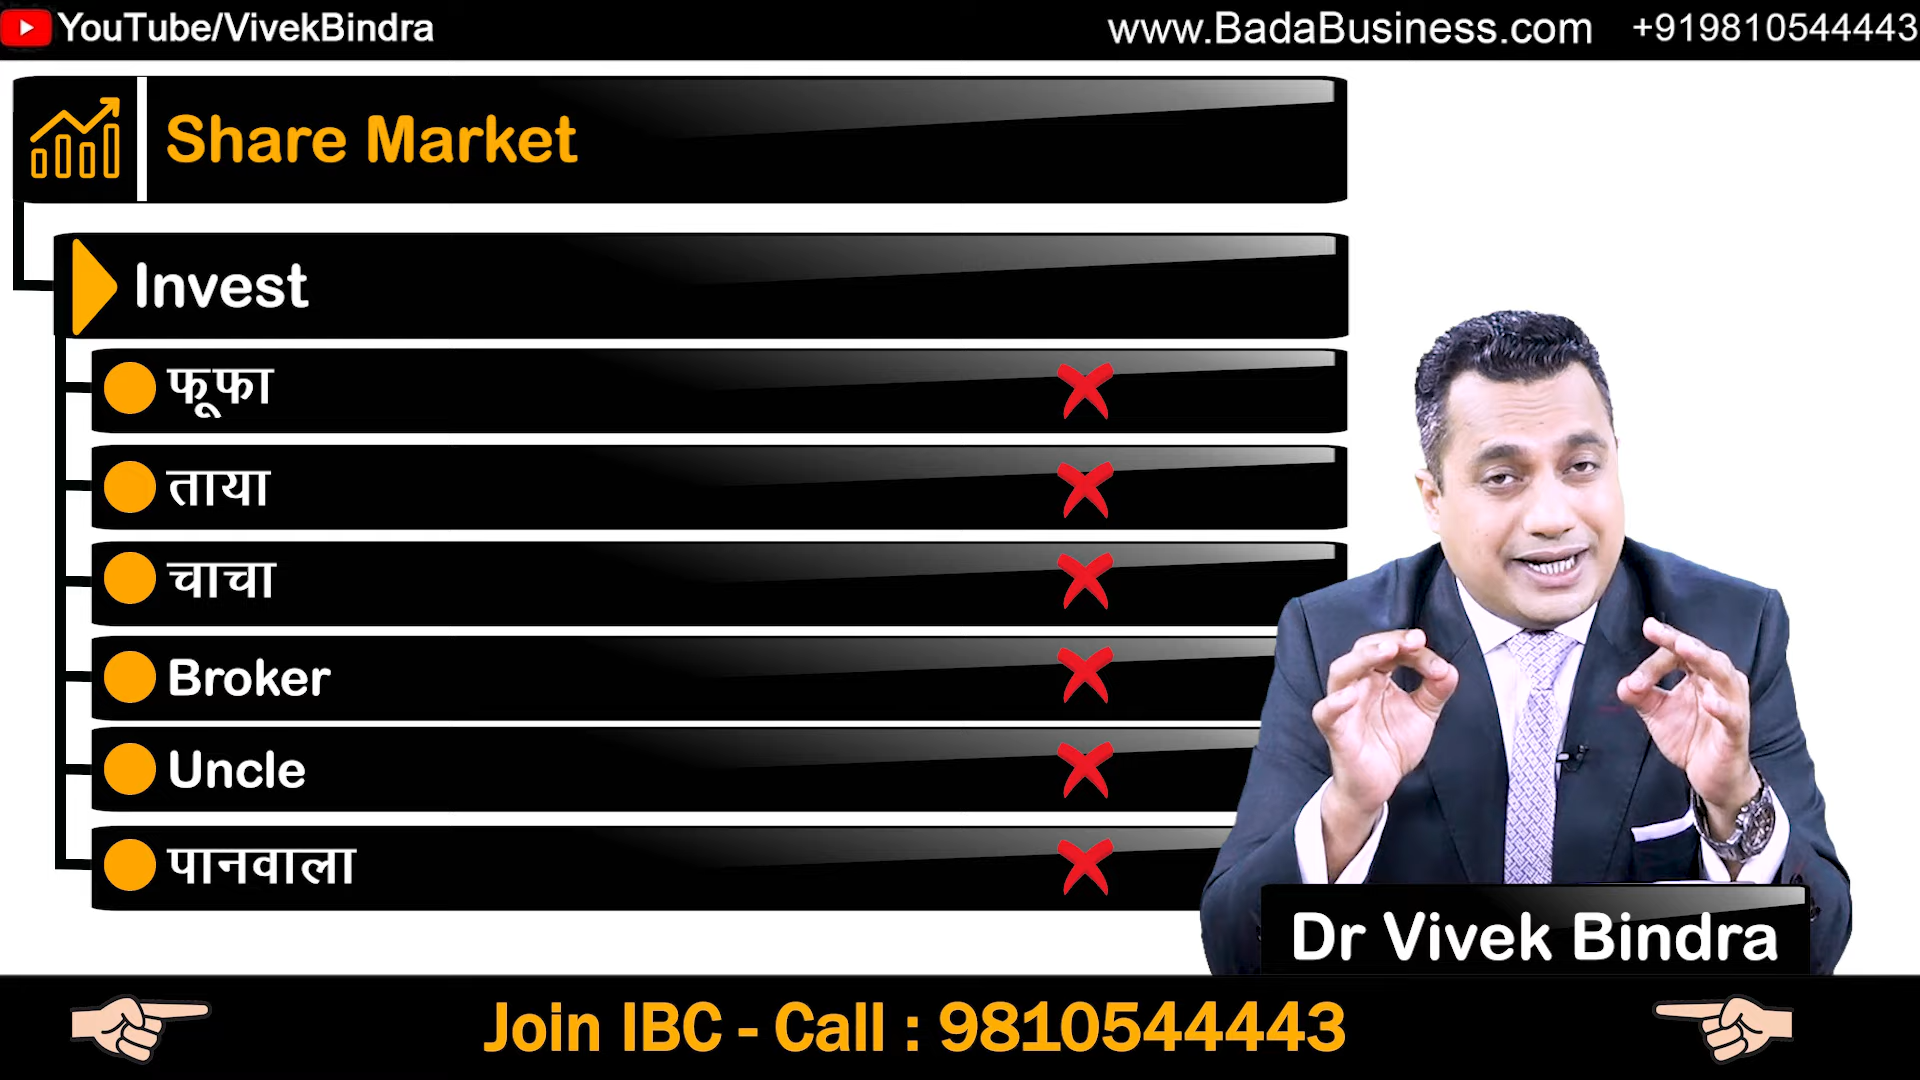 YouTube/VivekBindra
www.BadaBusiness.com +919810544443
Share Market
Invest
फूफा
ताया
चाचा
Broker
Uncle
पानवाला
Dr Vivek Bindra
Join IBC - Call : 9810544443